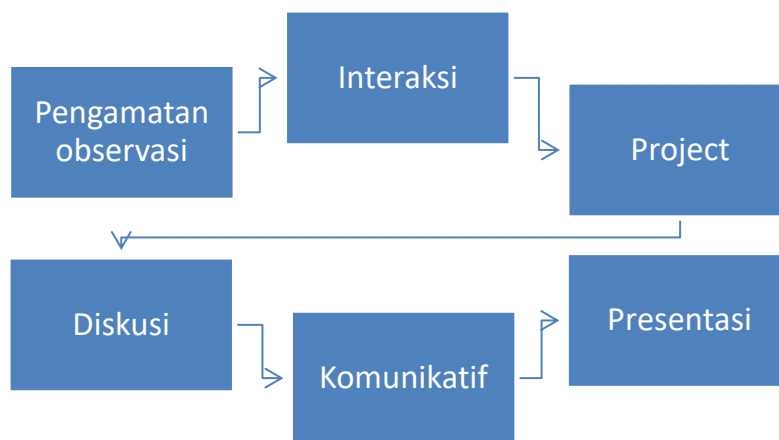 Pengamatan
observasi
Interaksi
Project
Diskusi
Komunikatif
Presentasi